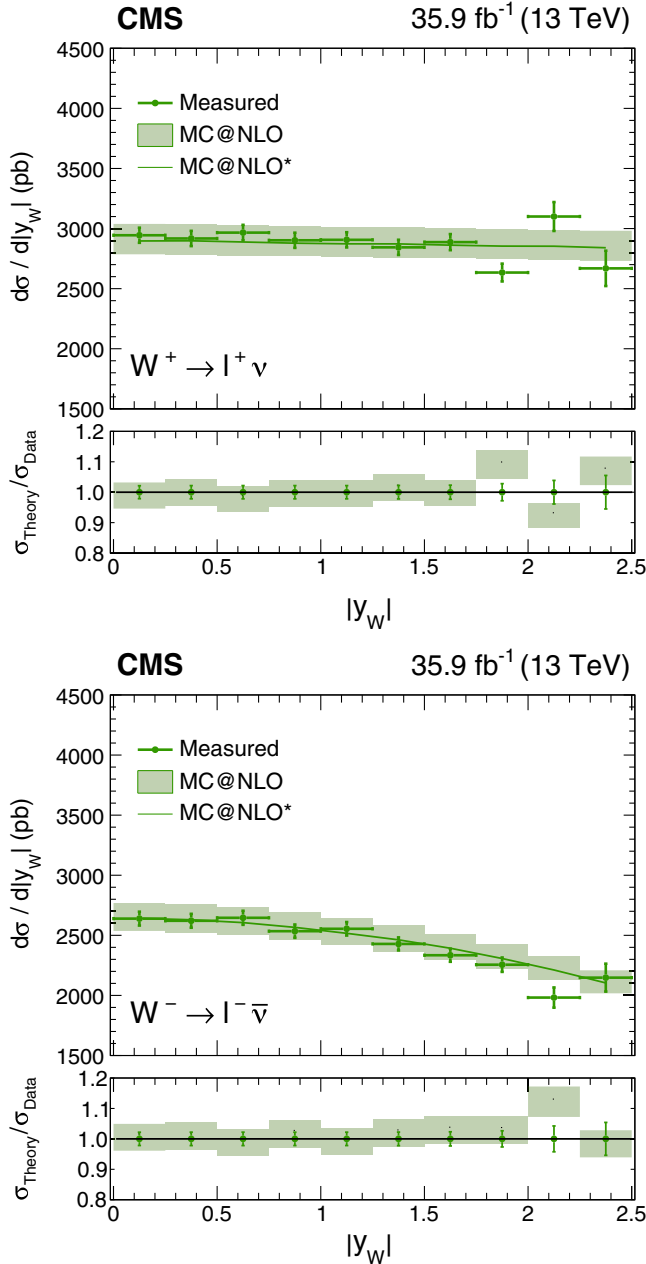 CMS 35.9 fb⁻¹ (13 TeV)
4500
4000
3500
3000
2500
2000
1500
dσ / d|y_W| (pb)
Measured
MC@NLO
MC@NLO*
W⁺ → l⁺ ν
1.2
1.1
1.0
0.9
0.8
σ_Theory/σ_Data
0 0.5 1 1.5 2 2.5
|y_W|
CMS 35.9 fb⁻¹ (13 TeV)
4500
4000
3500
3000
2500
2000
1500
dσ / d|y_W| (pb)
Measured
MC@NLO
MC@NLO*
W⁻ → l⁻ ν̅
1.2
1.1
1.0
0.9
0.8
σ_Theory/σ_Data
0 0.5 1 1.5 2 2.5
|y_W|